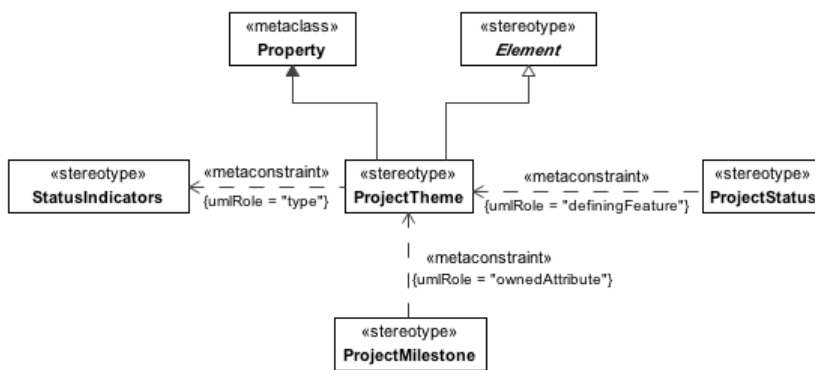 «metaclass»
Property
«stereotype»
Element
«stereotype»
StatusIndicators
«metaconstraint»
{umlRole = "type"}
«stereotype»
ProjectTheme
«metaconstraint»
{umlRole = "definingFeature"}
«stereotype»
ProjectStatus
«metaconstraint»
{umlRole = "ownedAttribute"}
«stereotype»
ProjectMilestone